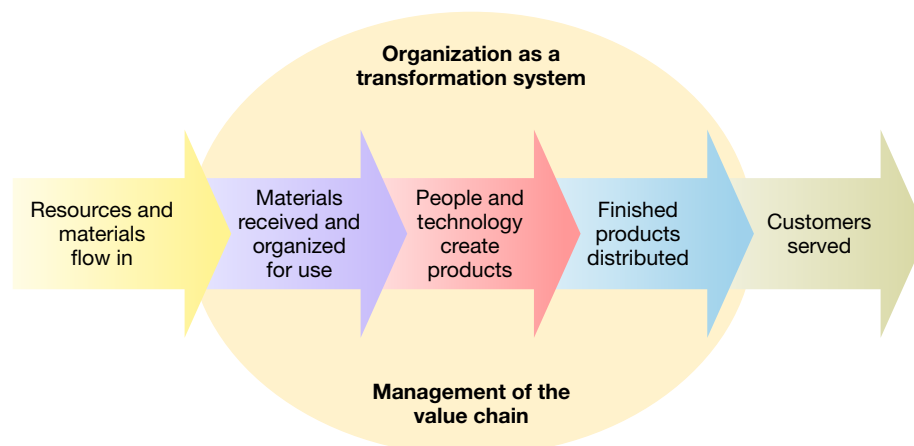 Organization as a
transformation system
Resources and
materials
flow in
Materials
received and
organized
for use
People and
technology
create
products
Finished
products
distributed
Customers
served
Management of the
value chain